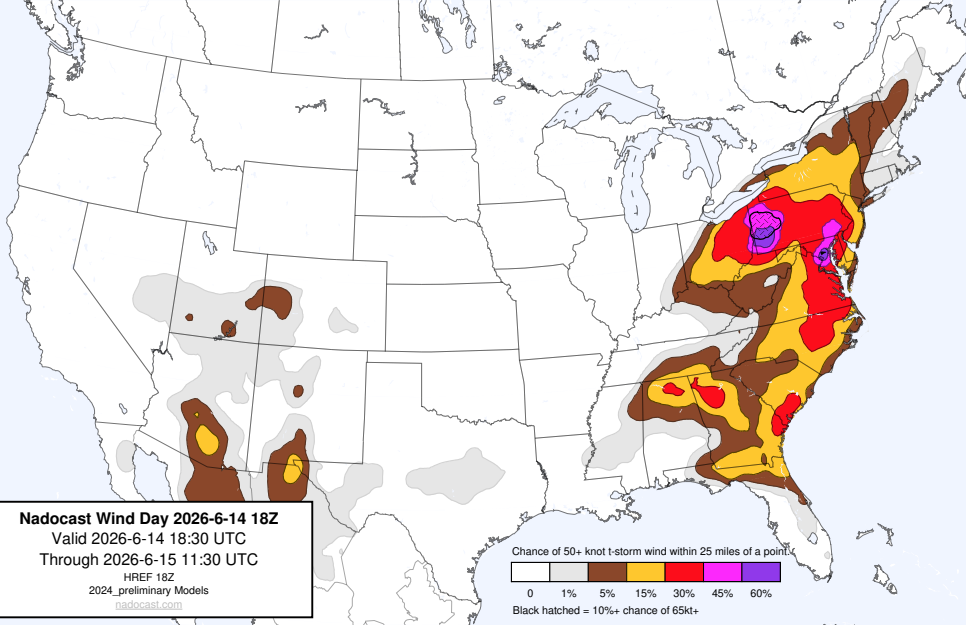 Nadocast Wind Day 2026-6-14 18Z
Valid 2026-6-14 18:30 UTC
Through 2026-6-15 11:30 UTC
HREF 18Z
2024_preliminary Models
nadocast.com
Chance of 50+ knot t-storm wind within 25 miles of a point.
0 1% 5% 15% 30% 45% 60%
Black hatched = 10%+ chance of 65kt+